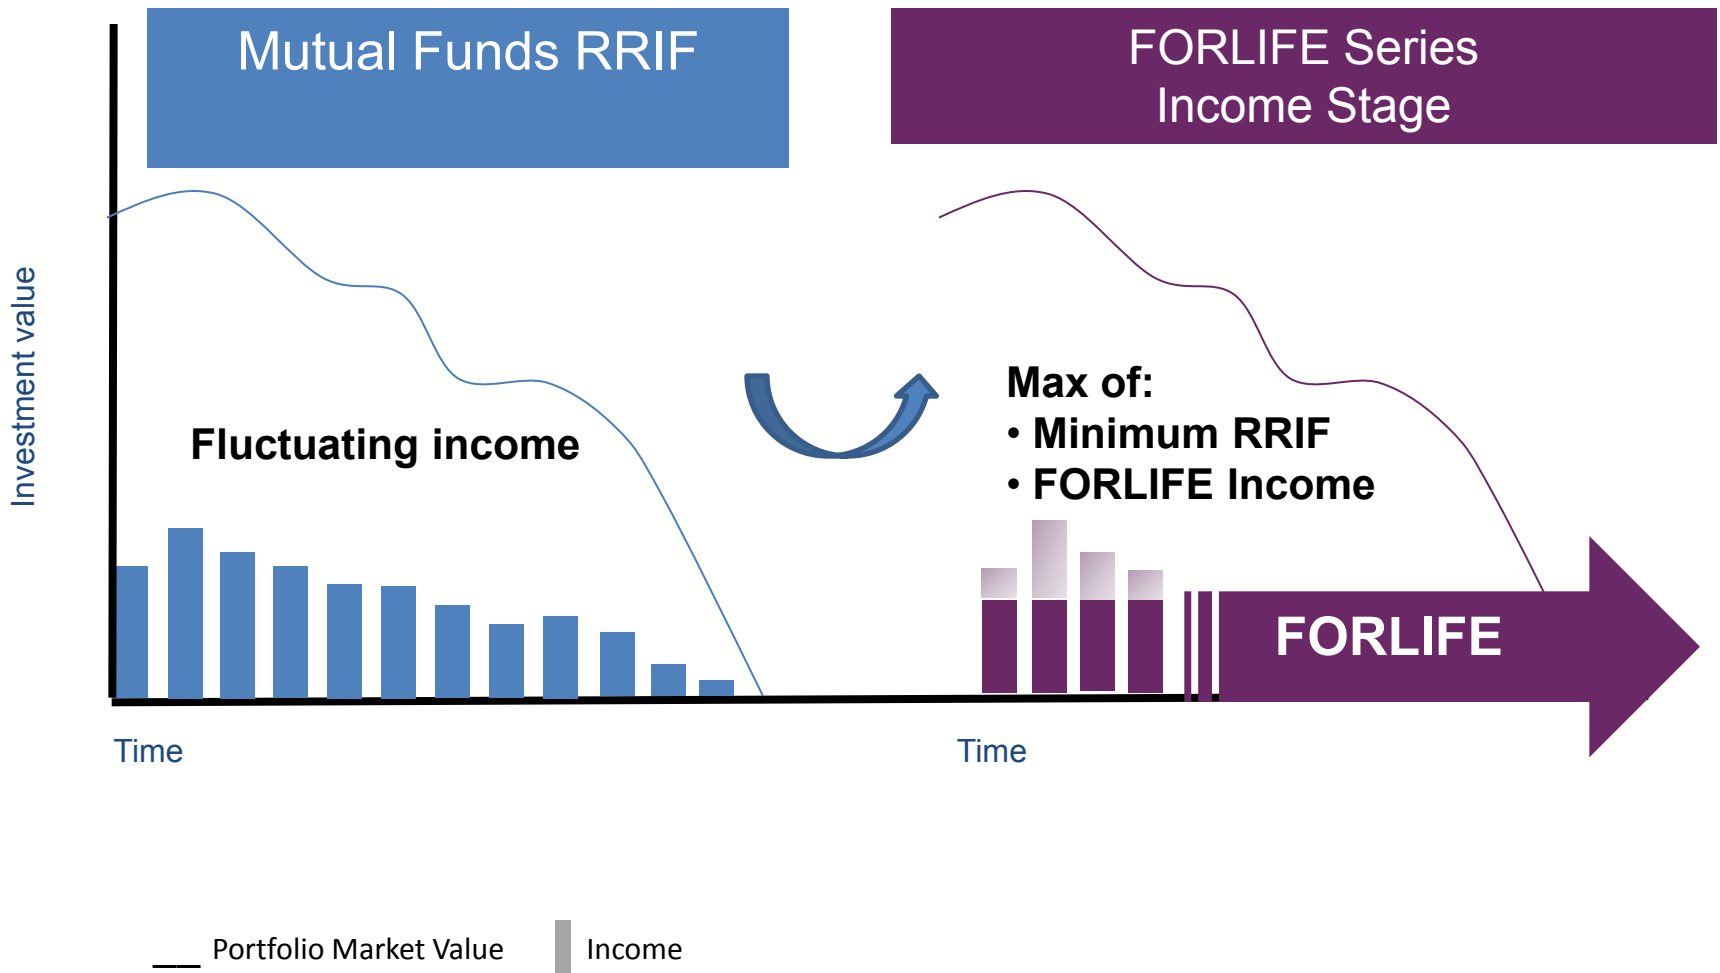 Mutual Funds RRIF
FORLIFE Series
Income Stage
Investment value
Fluctuating income
Max of:
• Minimum RRIF
• FORLIFE Income
FORLIFE
Time
Time
Portfolio Market Value
Income